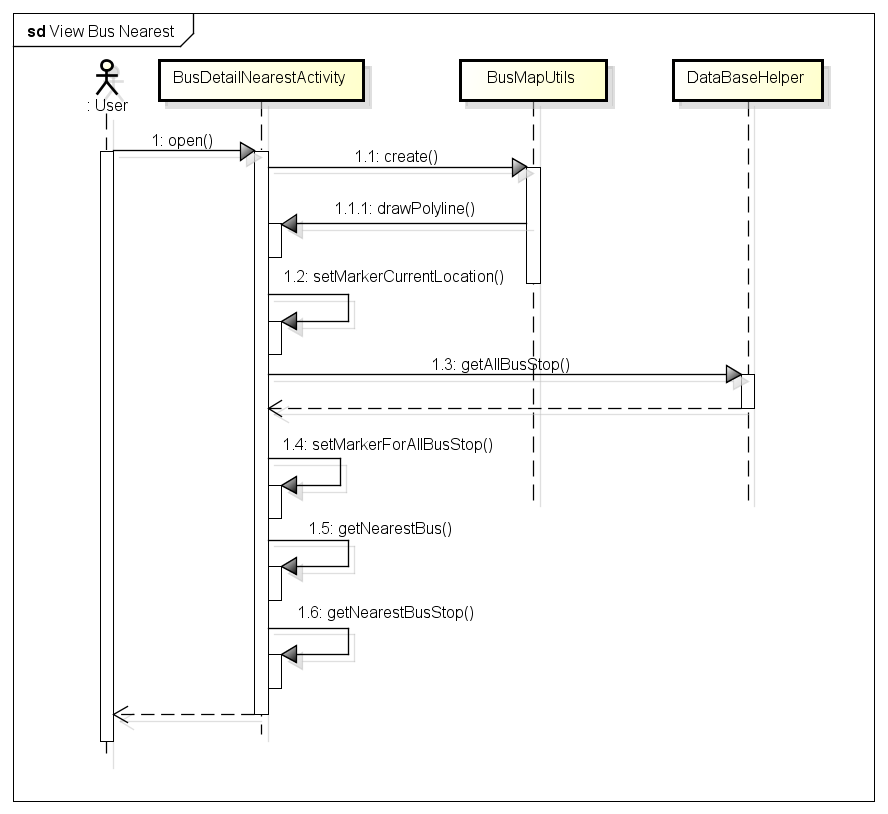 sd View Bus Nearest
BusDetailNearestActivity
BusMapUtils
DataBaseHelper
: User
1: open()
1.1: create()
1.1.1: drawPolyline()
1.2: setMarkerCurrentLocation()
1.3: getAllBusStop()
1.4: setMarkerForAllBusStop()
1.5: getNearestBus()
1.6: getNearestBusStop()